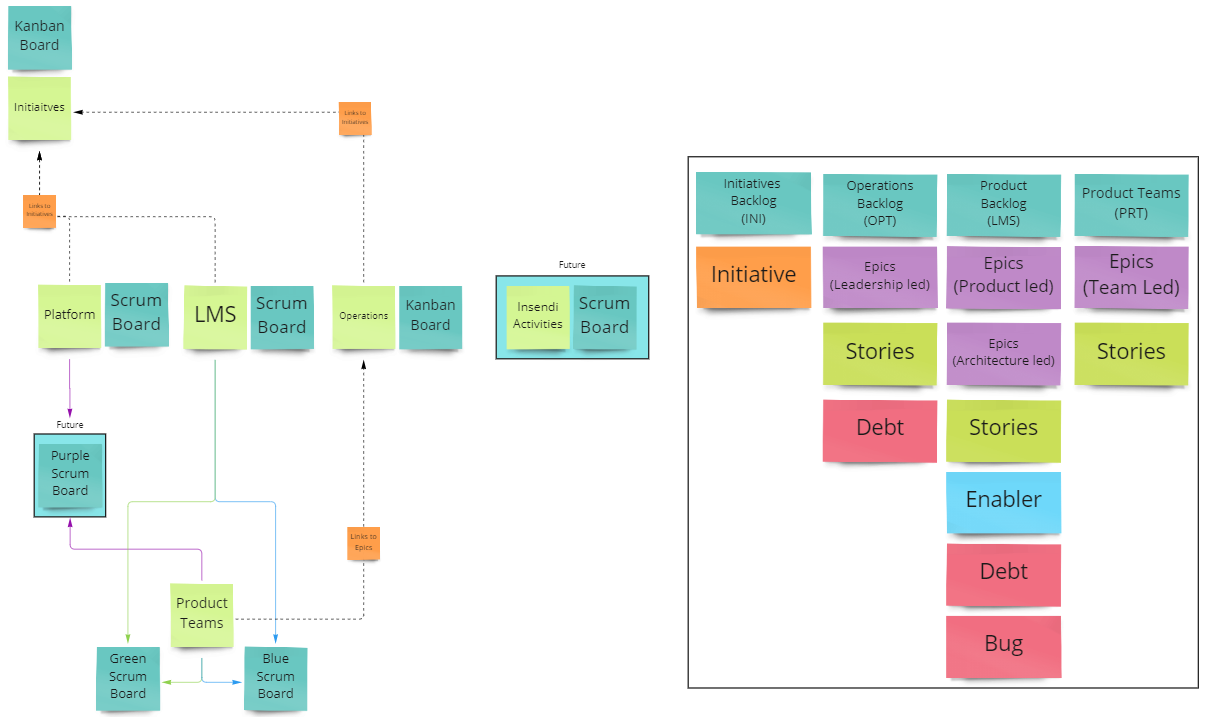 Kanban
Board
Initiaitves
Links to
Initiatives
Links to
Initiatives
Platform
Scrum
Board
LMS
Scrum
Board
Operations
Kanban
Board
Future
Insendi
Activities
Scrum
Board
Future
Purple
Scrum
Board
Links to
Epics
Product
Teams
Green
Scrum
Board
Blue
Scrum
Board
Initiatives
Backlog
(INI)
Operations
Backlog
(OPT)
Product
Backlog
(LMS)
Product Teams
(PRT)
Initiative
Epics
(Leadership led)
Epics
(Product led)
Epics
(Team Led)
Stories
Epics
(Architecture led)
Stories
Debt
Stories
Enabler
Debt
Bug